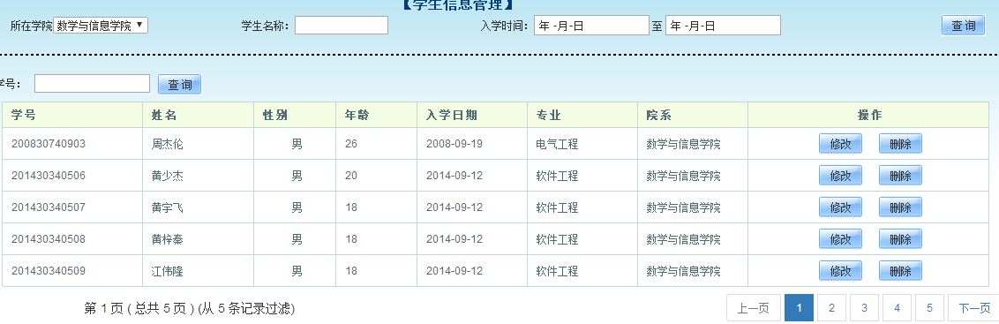 【学生信息管理】
所在学院 数学与信息学院 学生名称： 入学时间： 年 -月-日 至 年 -月-日 查询
学号： 查询
学号 姓名 性别 年龄 入学日期 专业 院系 操作
200830740903 周杰伦 男 26 2008-09-19 电气工程 数学与信息学院 修改 删除
201430340506 黄少杰 男 20 2014-09-12 软件工程 数学与信息学院 修改 删除
201430340507 黄宇飞 男 18 2014-09-12 软件工程 数学与信息学院 修改 删除
201430340508 黄梓秦 男 18 2014-09-12 软件工程 数学与信息学院 修改 删除
201430340509 江伟隆 男 18 2014-09-12 软件工程 数学与信息学院 修改 删除
第 1 页 ( 总共 5 页 ) (从 5 条记录过滤) 上一页 1 2 3 4 5 下一页